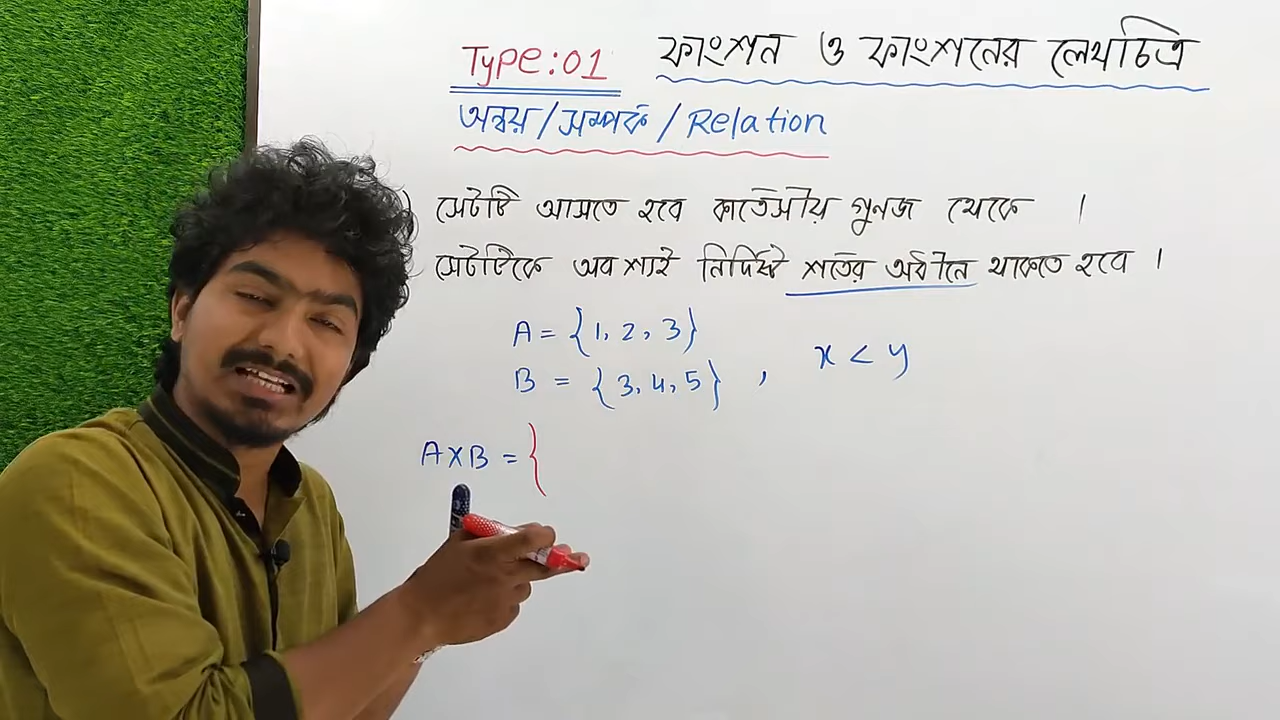 Type:01 ফাংশন ও ফাংশনের লেখচিত্র
অন্বয়/সম্পর্ক/Relation
) সেটটি আসতে হবে কার্তেসীয় গুনজ থেকে ।
সেটটিকে অবশ্যই নির্দিষ্ট শর্তের অধীনে থাকতে হবে ।
A = {1, 2, 3}
B = {3, 4, 5} , x < y
A×B = {